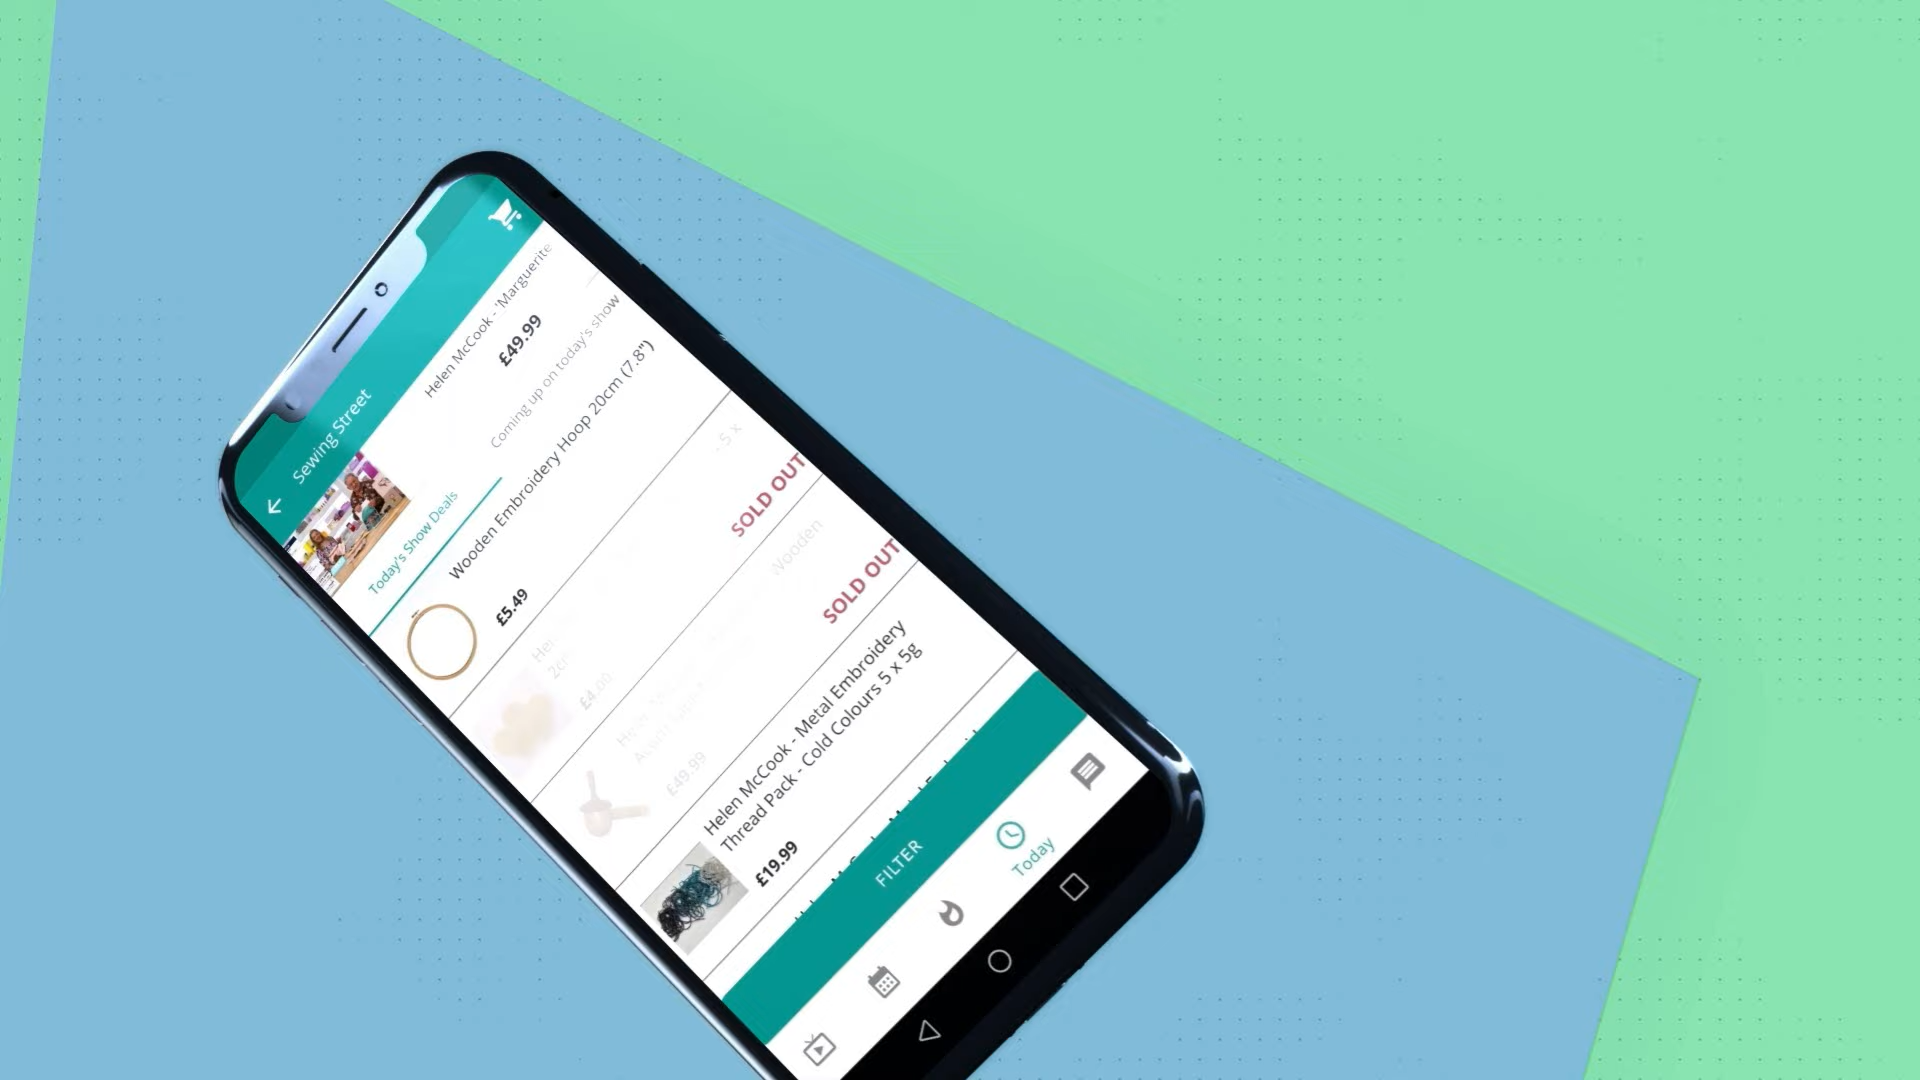 Sewing Street
Helen McCook - 'Marguerite
£49.99
Today's Show Deals
Coming up on today's show
Wooden Embroidery Hoop 20cm (7.8")
£5.49
.5 x
£4.00
SOLD OUT
Wooden
£49.99
SOLD OUT
Helen McCook - Metal Embroidery
Thread Pack - Cold Colours 5 x 5g
£19.99
FILTER
Today